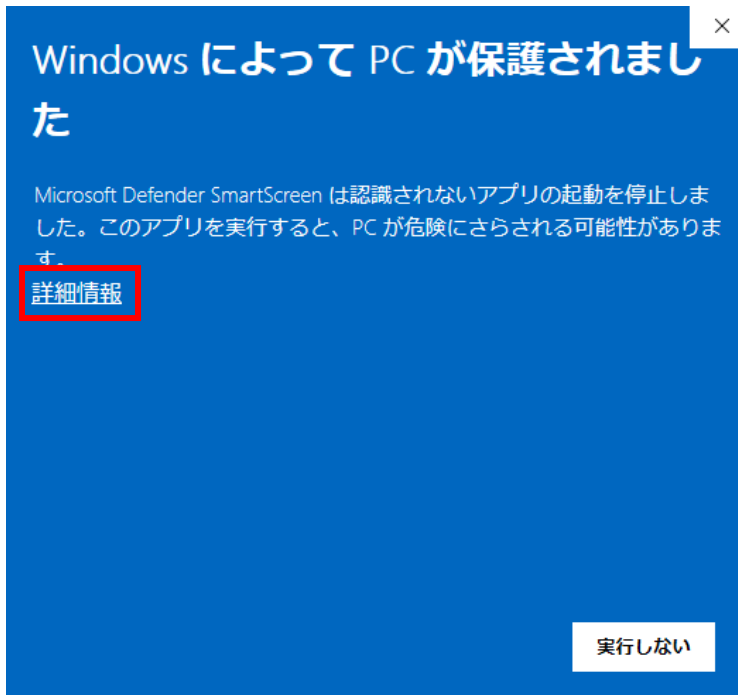 Windows によって PC が保護されまし
た
Microsoft Defender SmartScreen は認識されないアプリの起動を停止しま
した。このアプリを実行すると、PC が危険にさらされる可能性がありま
す。
詳細情報
実行しない